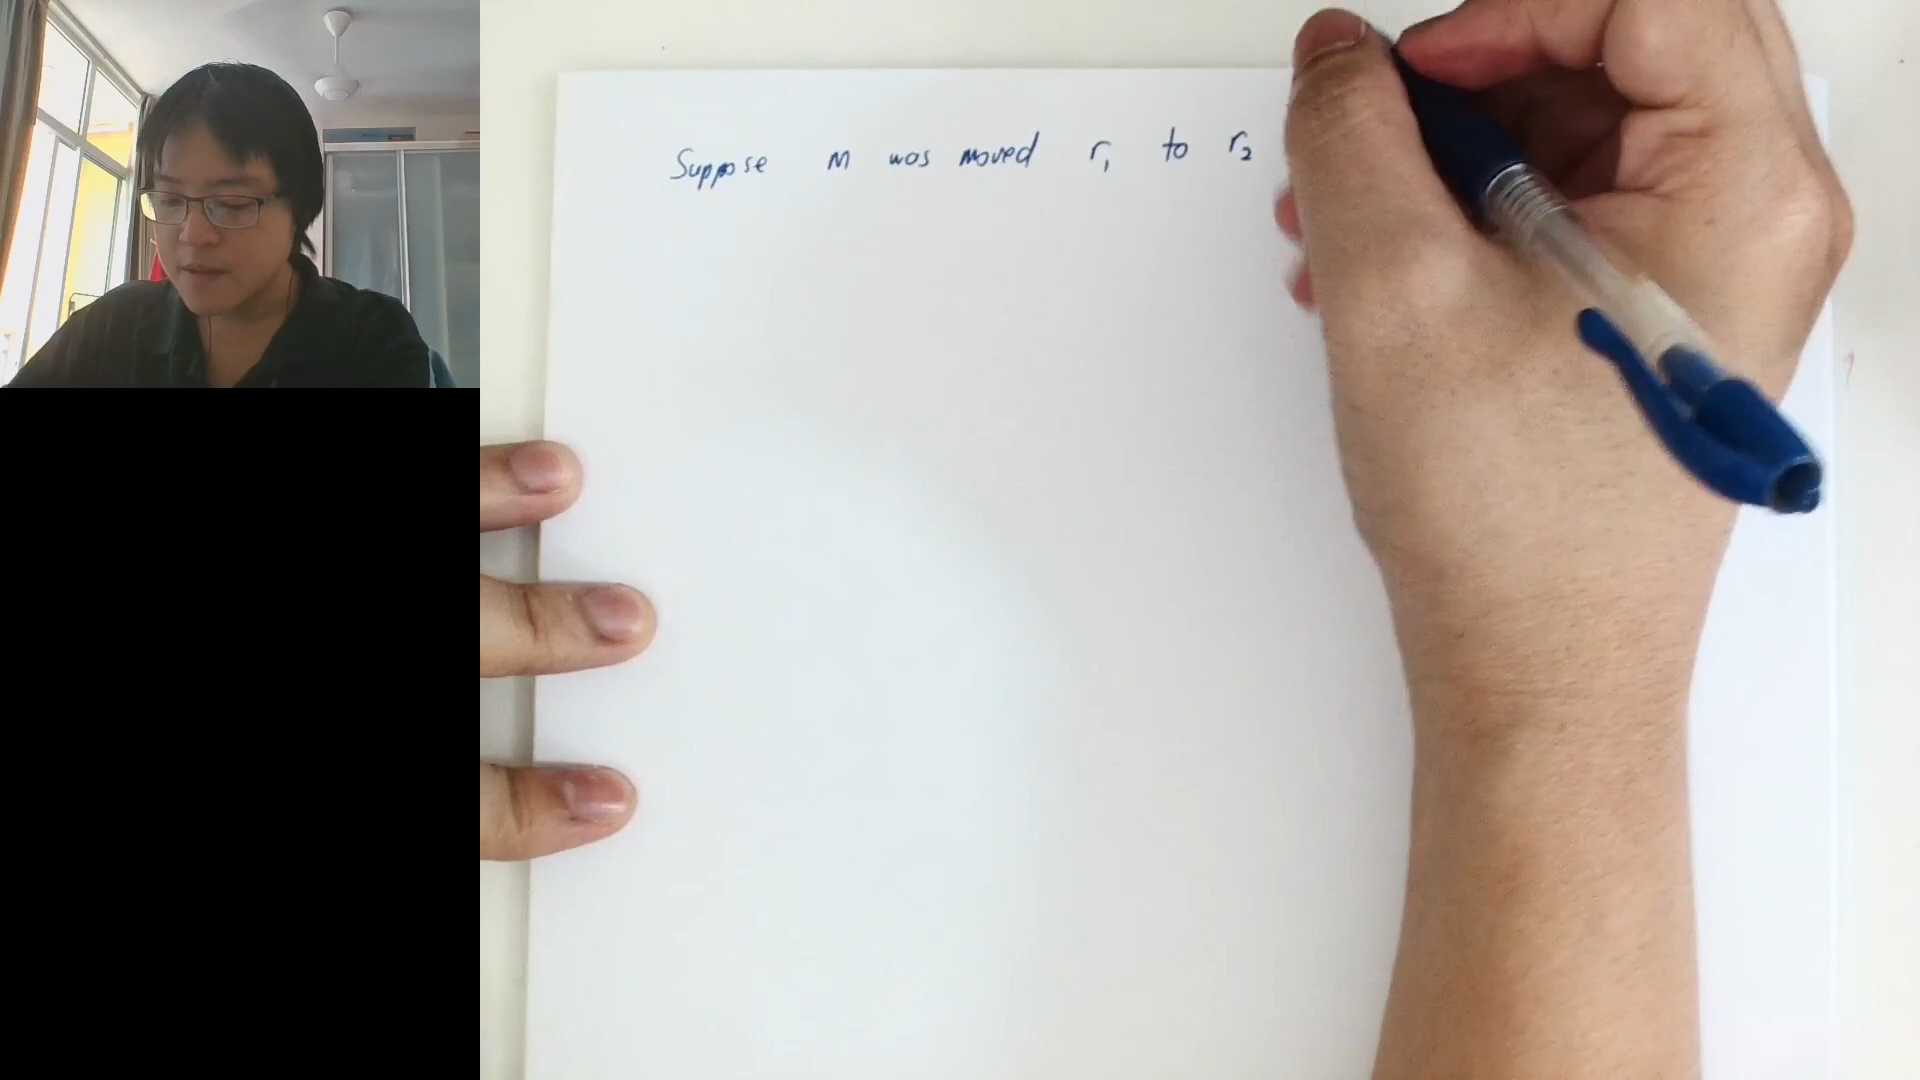 Suppose m was moved r₁ to r₂